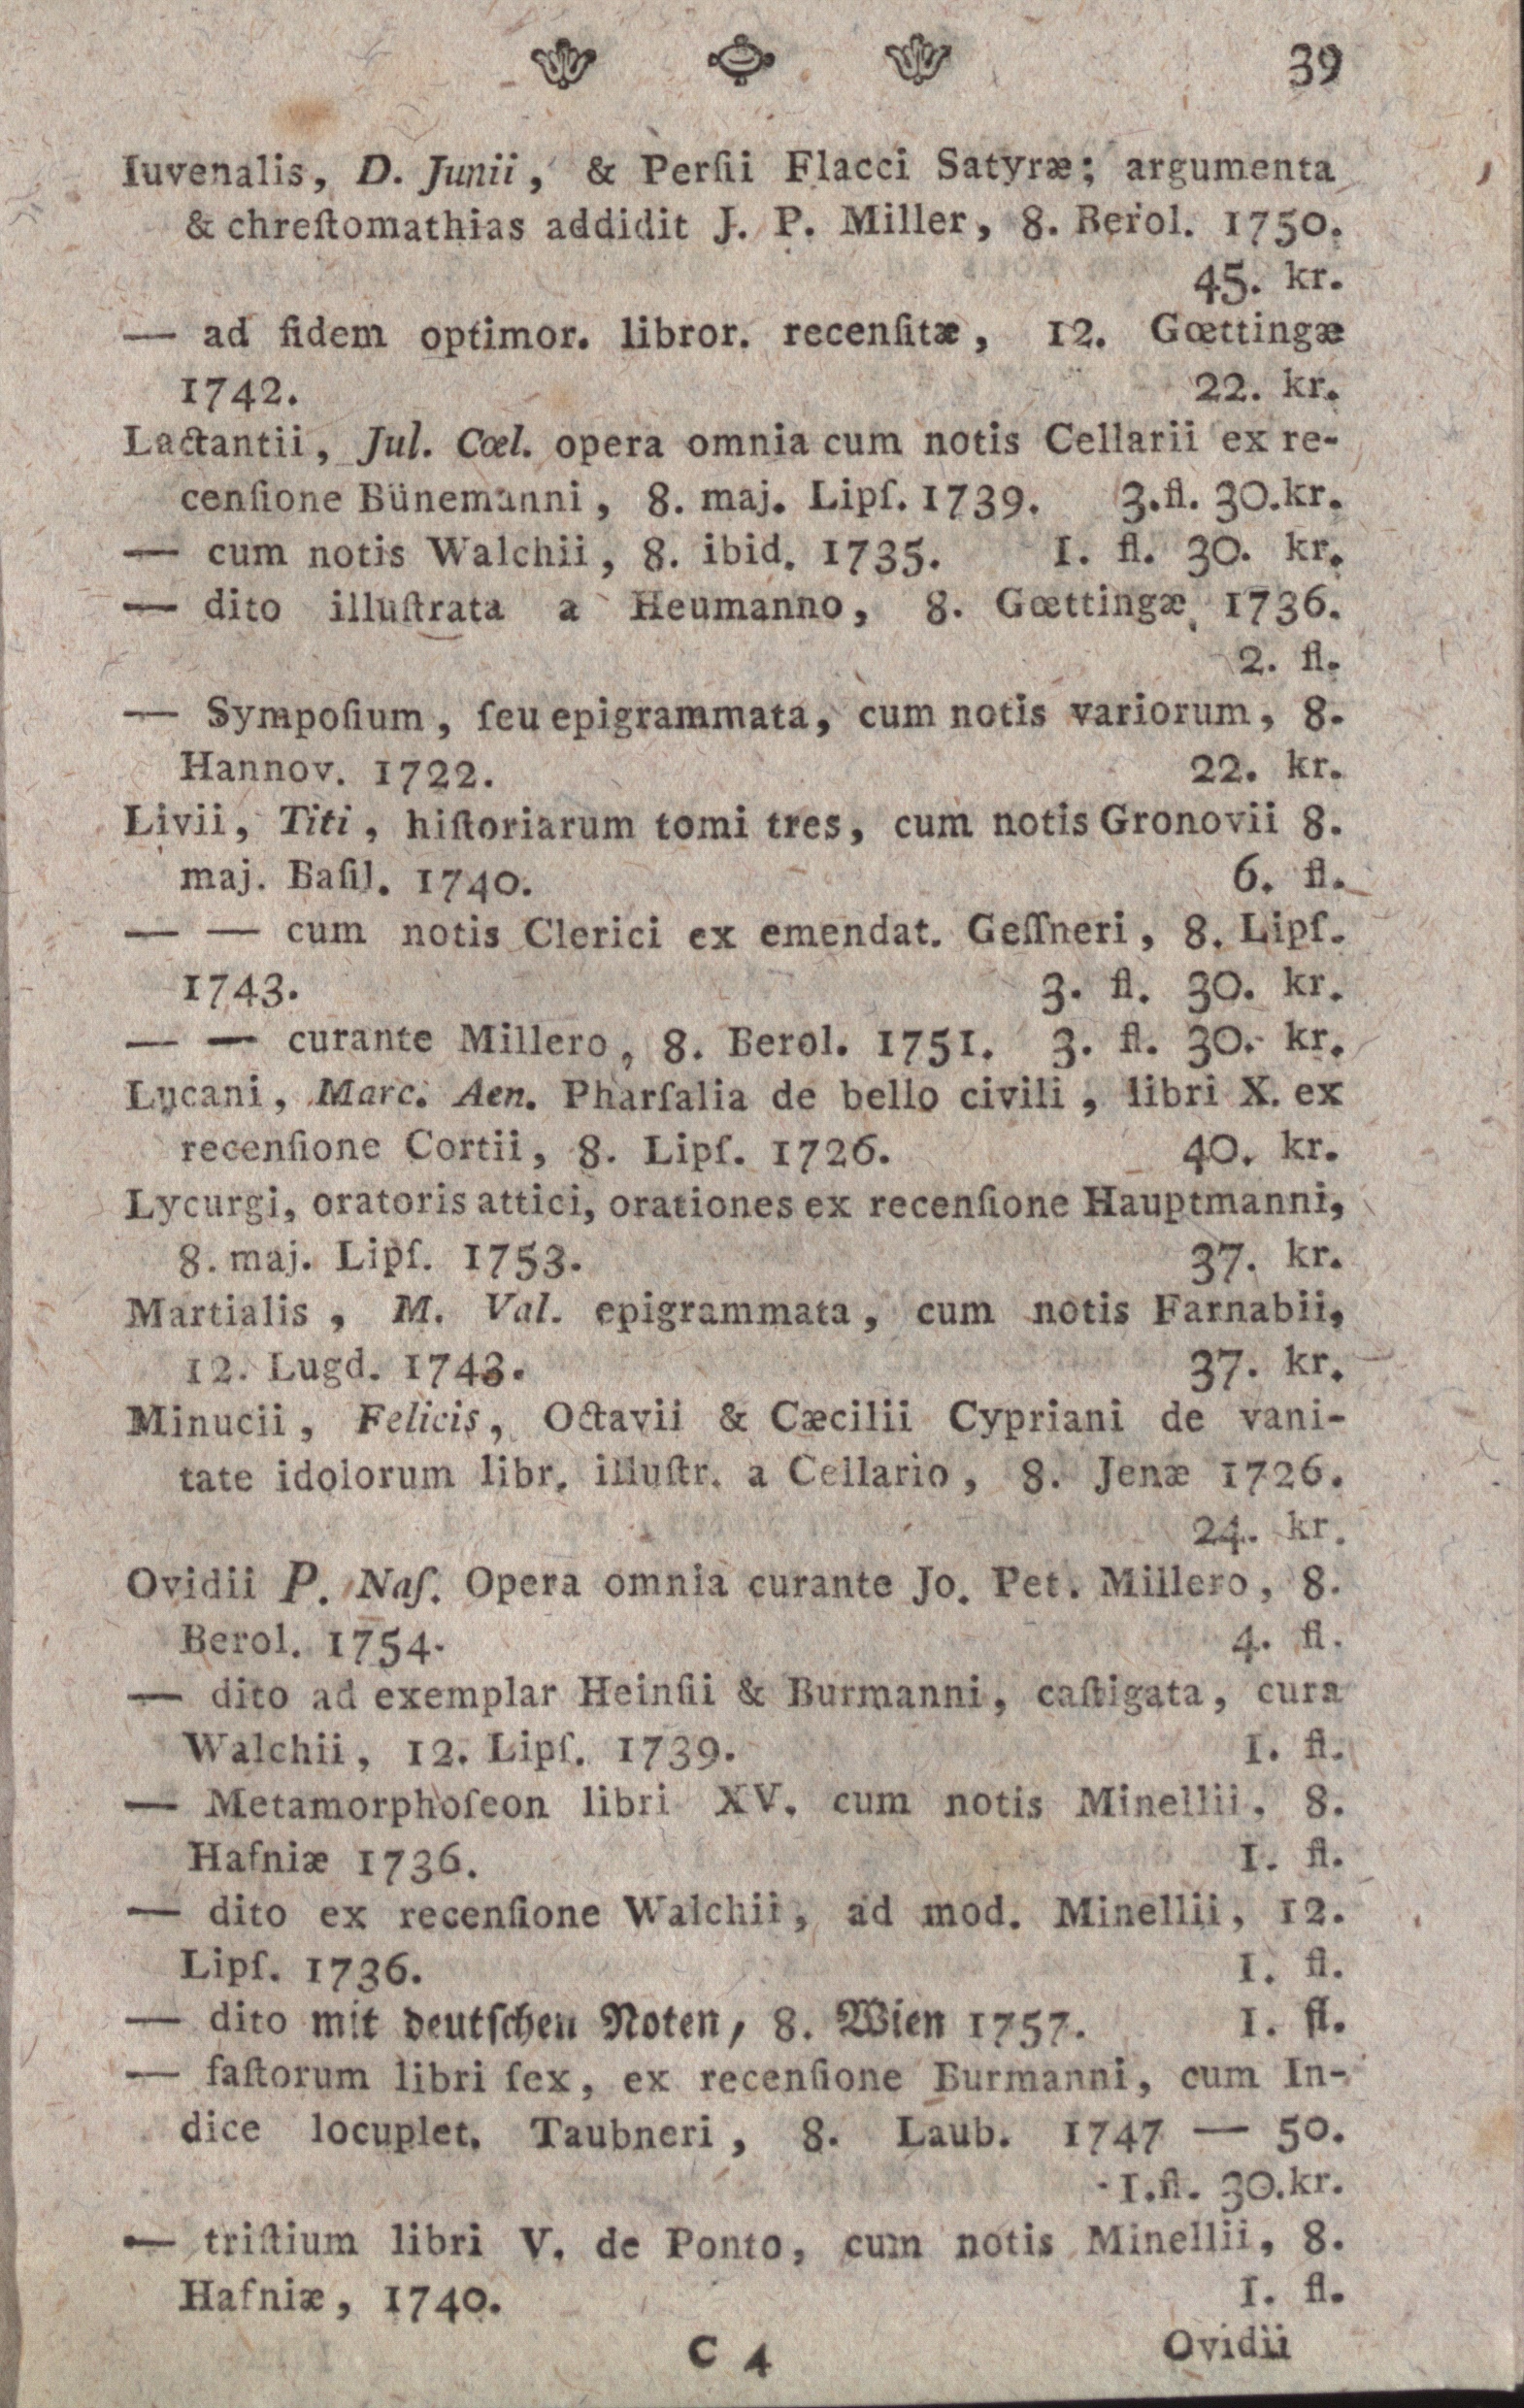 39
Iuvenalis, D. Junii, & Perſii Flacci Satyræ; argumenta
& chreſtomathias addidit J. P. Miller, 8. Berol. 1750.
45. kr.
— ad fidem optimor. libror. recenſitæ, 12. Gœttingæ
1742. 22. kr.
Lactantii, Jul. Cœl. opera omnia cum notis Cellarii ex re-
cenſione Bünemanni, 8. maj. Lipſ. 1739. 3.fl. 30.kr.
— cum notis Walchii, 8. ibid. 1735. 1. fl. 30. kr.
— dito illuſtrata a Heumanno, 8. Gœttingæ 1736.
2. fl.
— Sympoſium, ſeu epigrammata, cum notis variorum, 8.
Hannov. 1722. 22. kr.
Livii, Titi, hiſtoriarum tomi tres, cum notis Gronovii 8.
maj. Baſil. 1740. 6. fl.
— — cum notis Clerici ex emendat. Geſſneri, 8. Lipſ.
1743. 3. fl. 30. kr.
— — curante Millero, 8. Berol. 1751. 3. fl. 30. kr.
Lucani, Marc. Aen. Pharſalia de bello civili, libri X. ex
recenſione Cortii, 8. Lipſ. 1726. 40. kr.
Lycurgi, oratoris attici, orationes ex recenſione Hauptmanni,
8. maj. Lipſ. 1753. 37. kr.
Martialis, M. Val. epigrammata, cum notis Farnabii,
12. Lugd. 1743. 37. kr.
Minucii, Felicis, Octavii & Cæcilii Cypriani de vani-
tate idolorum libr. illuſtr. a Cellario, 8. Jenæ 1726.
24. kr.
Ovidii P. Naſ. Opera omnia curante Jo. Pet. Millero, 8.
Berol. 1754. 4. fl.
— dito ad exemplar Heinſii & Burmanni, caſtigata, cura
Walchii, 12. Lipſ. 1739. 1. fl.
— Metamorphoſeon libri XV. cum notis Minellii, 8.
Hafniæ 1736. 1. fl.
— dito ex recenſione Walchii, ad mod. Minellii, 12.
Lipſ. 1736. 1. fl.
— dito mit deutſchen Noten, 8. Wien 1757. 1. fl.
— faſtorum libri ſex, ex recenſione Burmanni, cum In-
dice locuplet. Taubneri, 8. Laub. 1747 — 50.
1.fl. 30.kr.
— triſtium libri V. de Ponto, cum notis Minellii, 8.
Hafniæ, 1740. 1. fl.
C 4 Ovidii